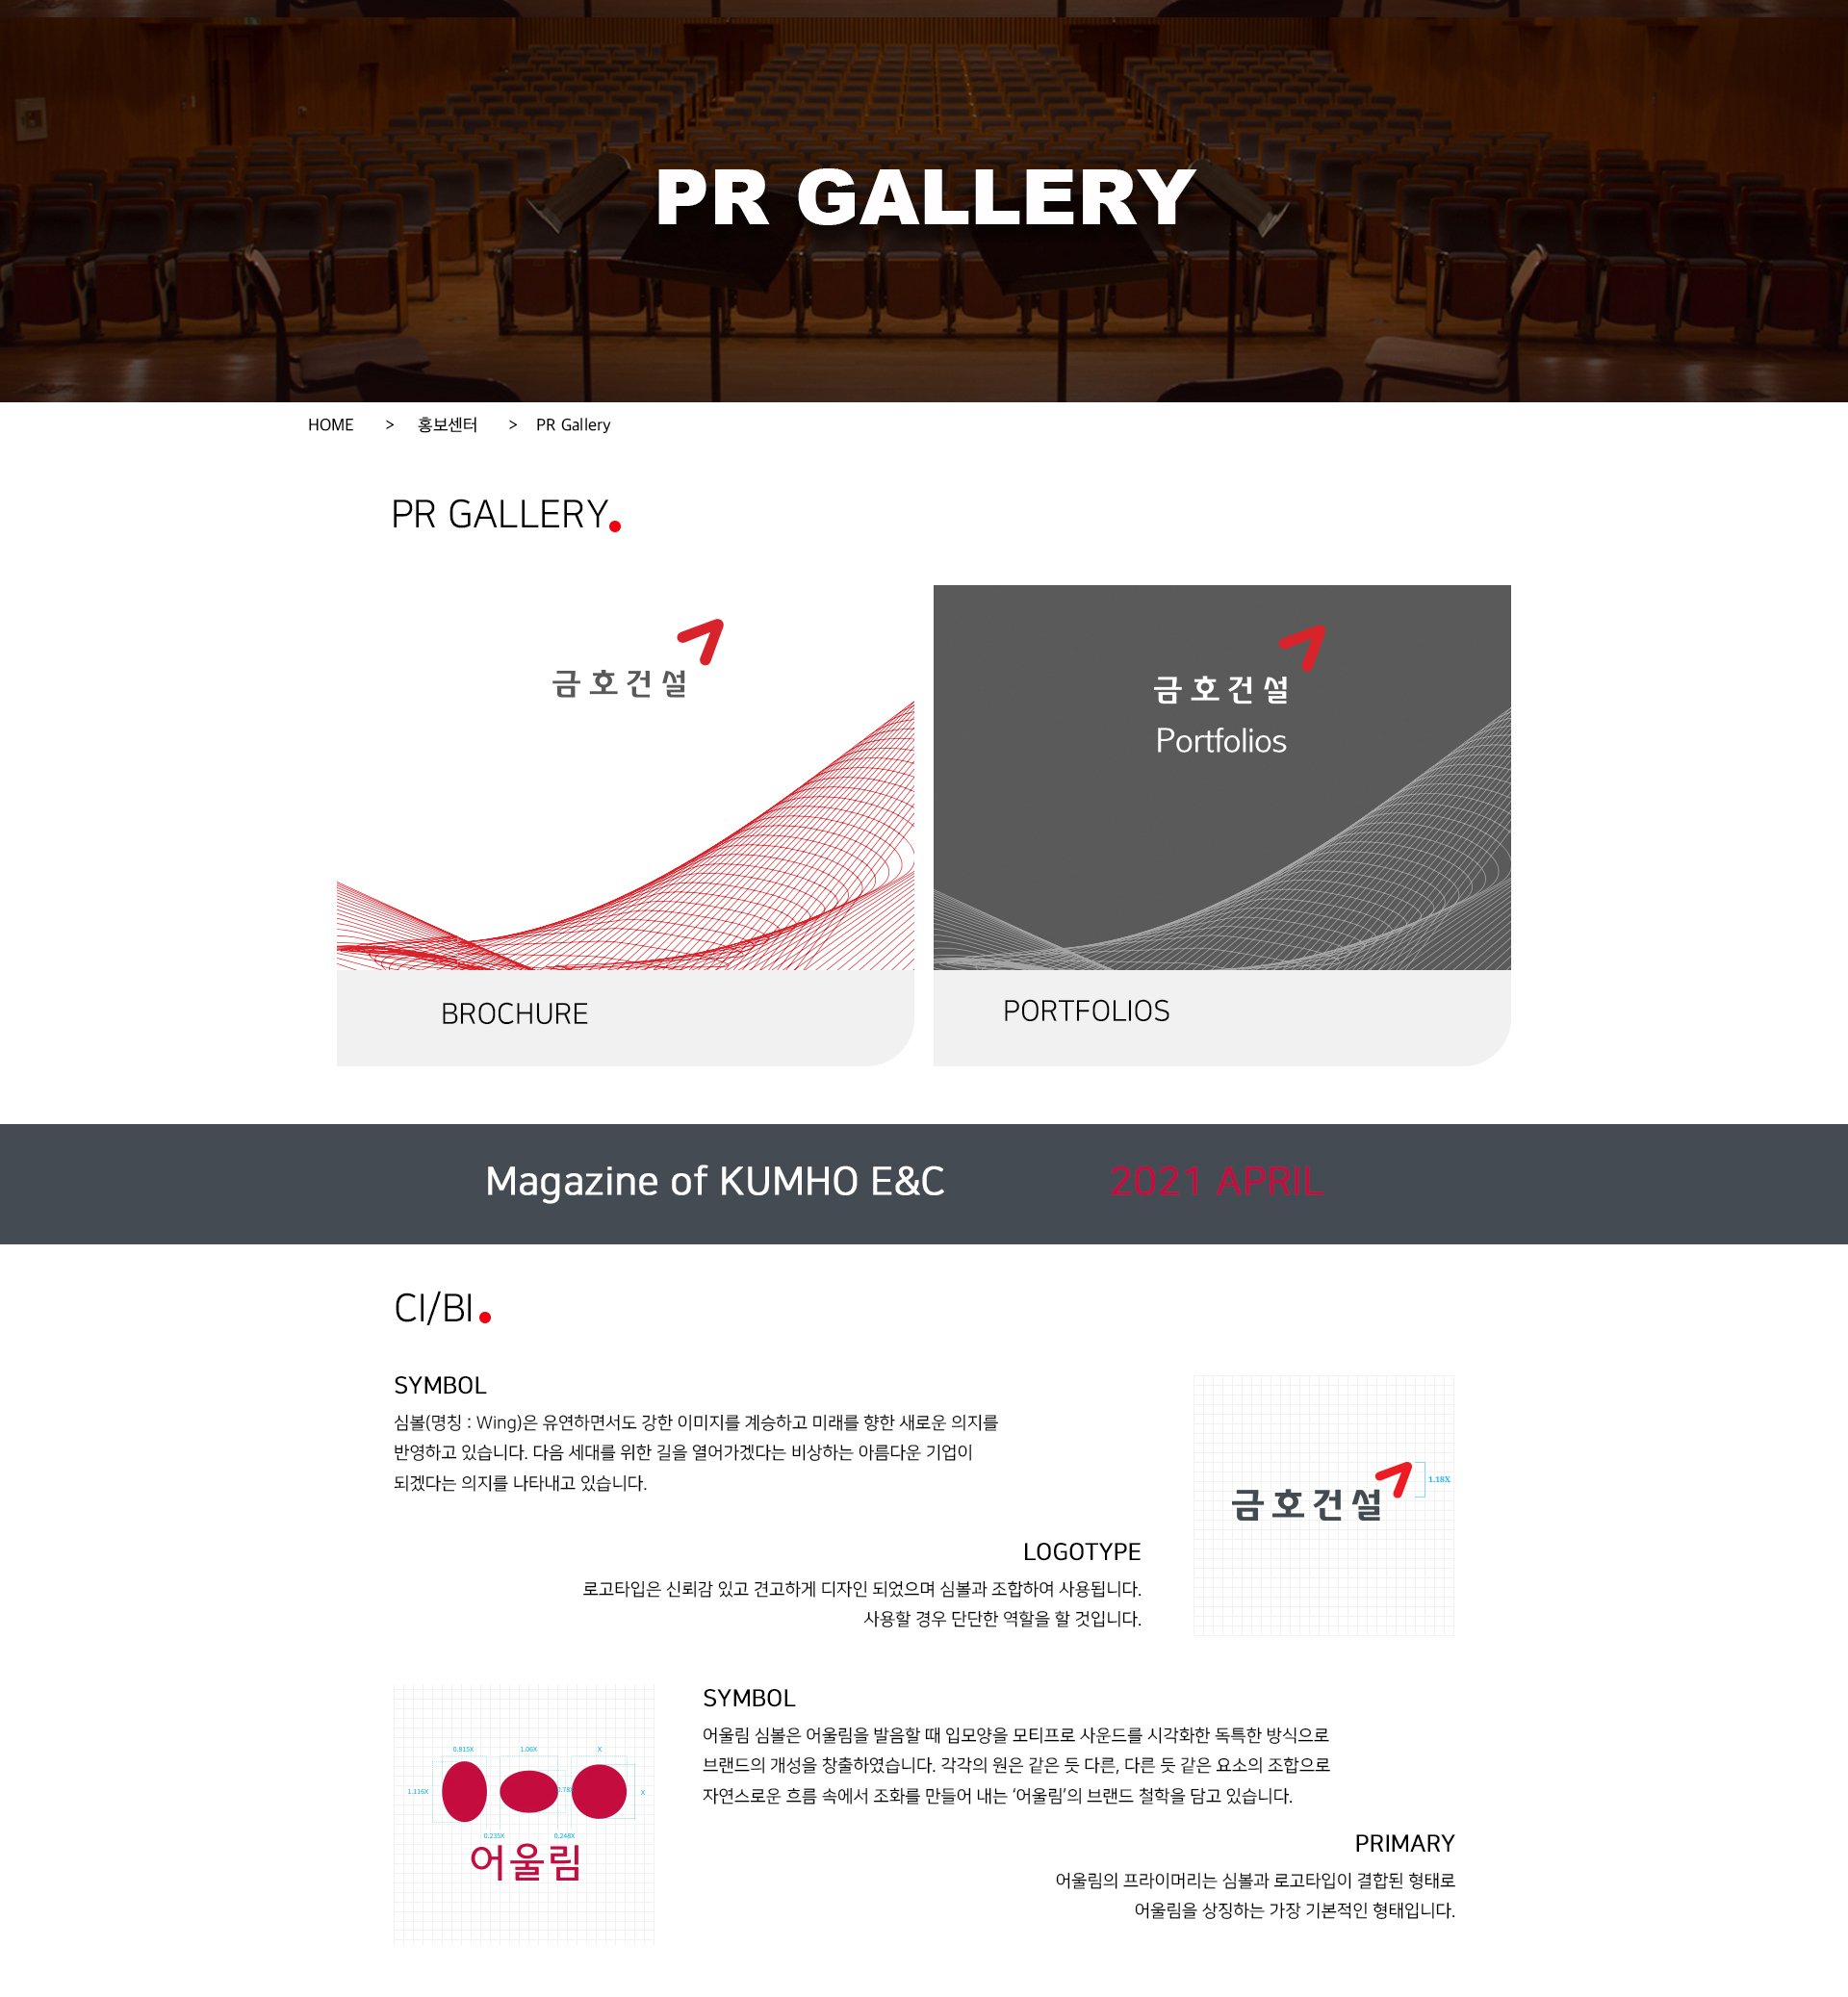 PR GALLERY
HOME > 홍보센터 > PR Gallery
PR GALLERY.
금호건설
금호건설
Portfolios
BROCHURE
PORTFOLIOS
Magazine of KUMHO E&C 2021 APRIL
CI/BI.
SYMBOL
심볼(명칭 : Wing)은 유연하면서도 강한 이미지를 계승하고 미래를 향한 새로운 의지를
반영하고 있습니다. 다음 세대를 위한 길을 열어가겠다는 비상하는 아름다운 기업이
되겠다는 의지를 나타내고 있습니다.
1.18X
금호건설
LOGOTYPE
로고타입은 신뢰감 있고 견고하게 디자인 되었으며 심볼과 조합하여 사용됩니다.
사용할 경우 단단한 역할을 할 것입니다.
0.815X 1.06X X
1.116X
X
0.235X 0.248X
어울림
SYMBOL
어울림 심볼은 어울림을 발음할 때 입모양을 모티프로 사운드를 시각화한 독특한 방식으로
브랜드의 개성을 창출하였습니다. 각각의 원은 같은 듯 다른, 다른 듯 같은 요소의 조합으로
자연스로운 흐름 속에서 조화를 만들어 내는 ‘어울림’의 브랜드 철학을 담고 있습니다.
PRIMARY
어울림의 프라이머리는 심볼과 로고타입이 결합된 형태로
어울림을 상징하는 가장 기본적인 형태입니다.